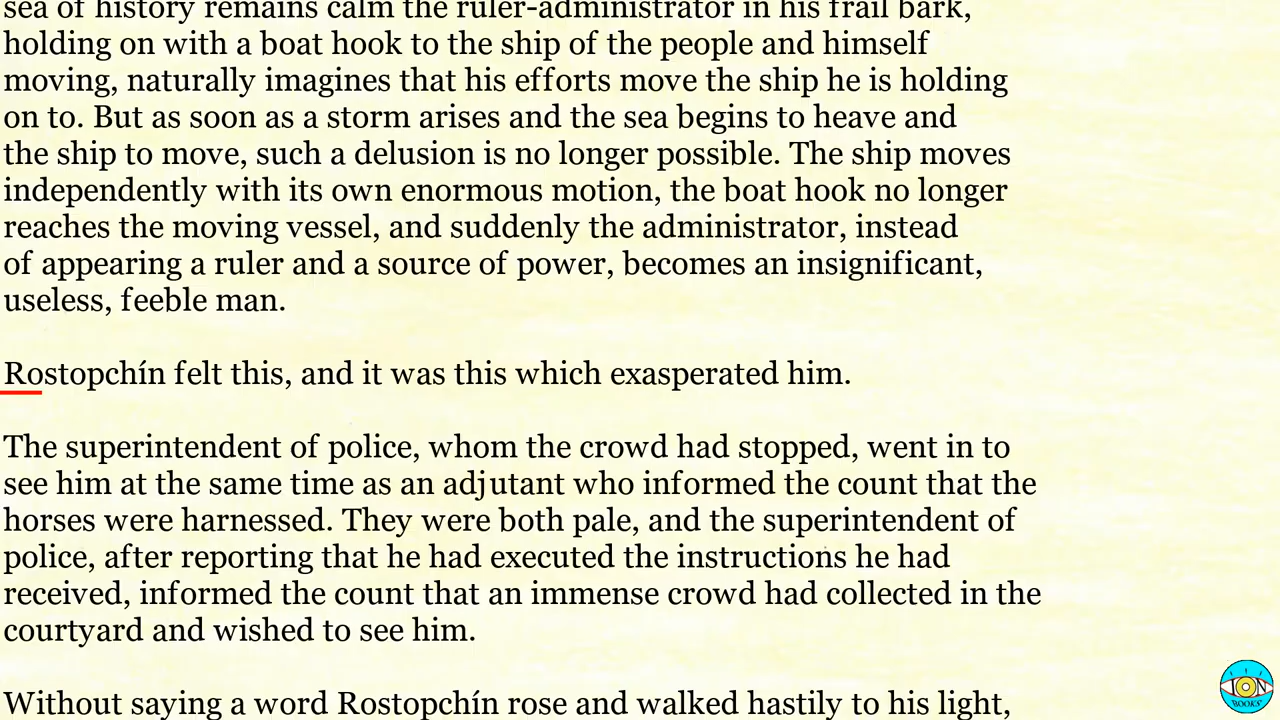 sea of history remains calm the ruler-administrator in his frail bark,
holding on with a boat hook to the ship of the people and himself
moving, naturally imagines that his efforts move the ship he is holding
on to. But as soon as a storm arises and the sea begins to heave and
the ship to move, such a delusion is no longer possible. The ship moves
independently with its own enormous motion, the boat hook no longer
reaches the moving vessel, and suddenly the administrator, instead
of appearing a ruler and a source of power, becomes an insignificant,
useless, feeble man.
Rostopchín felt this, and it was this which exasperated him.
The superintendent of police, whom the crowd had stopped, went in to
see him at the same time as an adjutant who informed the count that the
horses were harnessed. They were both pale, and the superintendent of
police, after reporting that he had executed the instructions he had
received, informed the count that an immense crowd had collected in the
courtyard and wished to see him.
Without saying a word Rostopchín rose and walked hastily to his light,
ION
BOOKS